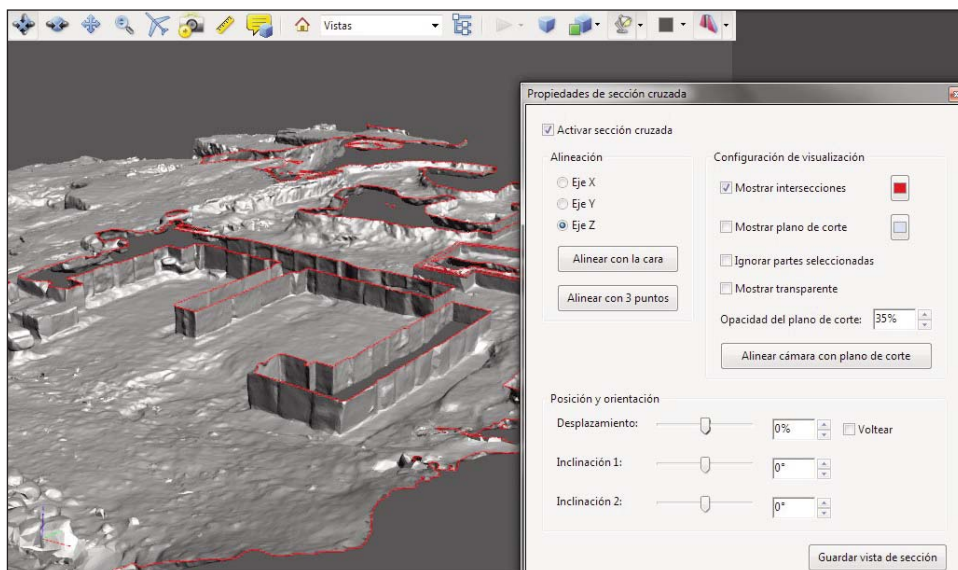 Vistas
Propiedades de sección cruzada
Activar sección cruzada
Alineación
Eje X
Eje Y
Eje Z
Alinear con la cara
Alinear con 3 puntos
Configuración de visualización
Mostrar intersecciones
Mostrar plano de corte
Ignorar partes seleccionadas
Mostrar transparente
Opacidad del plano de corte: 35%
Alinear cámara con plano de corte
Posición y orientación
Desplazamiento: 0% Voltear
Inclinación 1: 0°
Inclinación 2: 0°
Guardar vista de sección